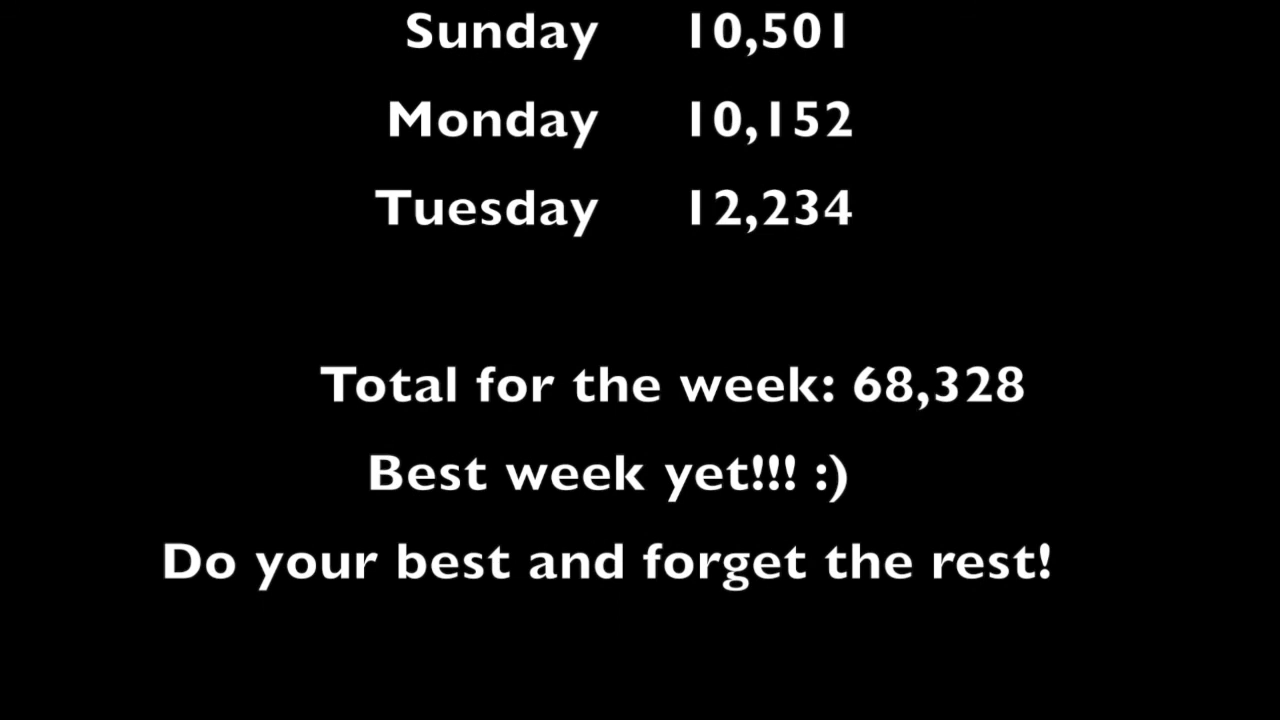 Sunday 10,501
Monday 10,152
Tuesday 12,234
Total for the week: 68,328
Best week yet!!! :)
Do your best and forget the rest!